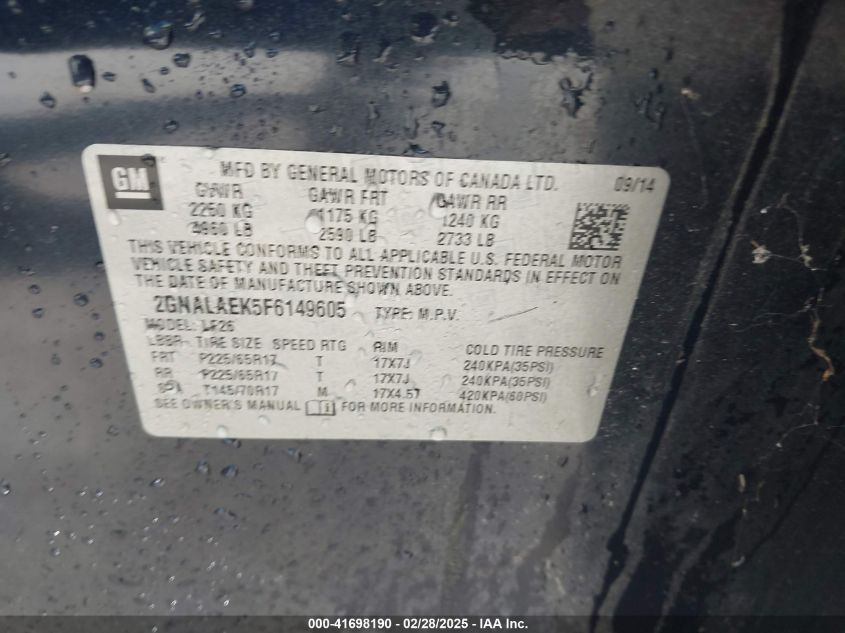 GM
MFD BY GENERAL MOTORS OF CANADA LTD. 09/14
GVWR GAWR FRT GAWR RR
2250 KG 1175 KG 1240 KG
4960 LB 2590 LB 2733 LB
THIS VEHICLE CONFORMS TO ALL APPLICABLE U.S. FEDERAL MOTOR
VEHICLE SAFETY AND THEFT PREVENTION STANDARDS IN EFFECT ON
THE DATE OF MANUFACTURE SHOWN ABOVE.
2GNALAEK5F6149605 TYPE: M.P.V.
MODEL: LF26
TIRE SIZE SPEED RTG RIM COLD TIRE PRESSURE
FRT P225/65R17 T 17X7J 240KPA(35PSI)
RR P225/65R17 T 17X7J 240KPA(35PSI)
T145/70R17 M 17X4.5T 420KPA(60PSI)
SEE OWNER'S MANUAL FOR MORE INFORMATION.
000-41698190 - 02/28/2025 - IAA Inc.